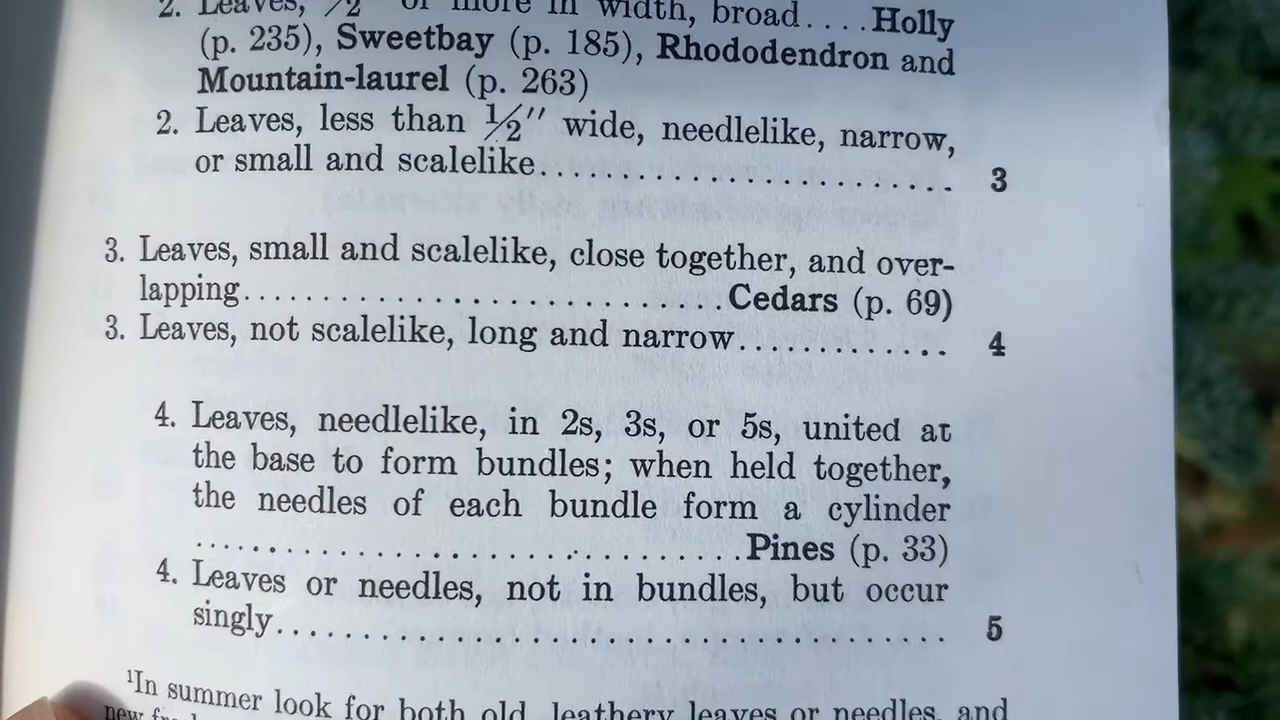 2. Leaves, 1/2" or more in width, broad....Holly
(p. 235), Sweetbay (p. 185), Rhododendron and
Mountain-laurel (p. 263)
2. Leaves, less than 1/2" wide, needlelike, narrow,
or small and scalelike........................ 3
3. Leaves, small and scalelike, close together, and over-
lapping............................Cedars (p. 69)
3. Leaves, not scalelike, long and narrow............. 4
4. Leaves, needlelike, in 2s, 3s, or 5s, united at
the base to form bundles; when held together,
the needles of each bundle form a cylinder
................................Pines (p. 33)
4. Leaves or needles, not in bundles, but occur
singly....................................... 5
¹In summer look for both old, leathery leaves or needles, and
new